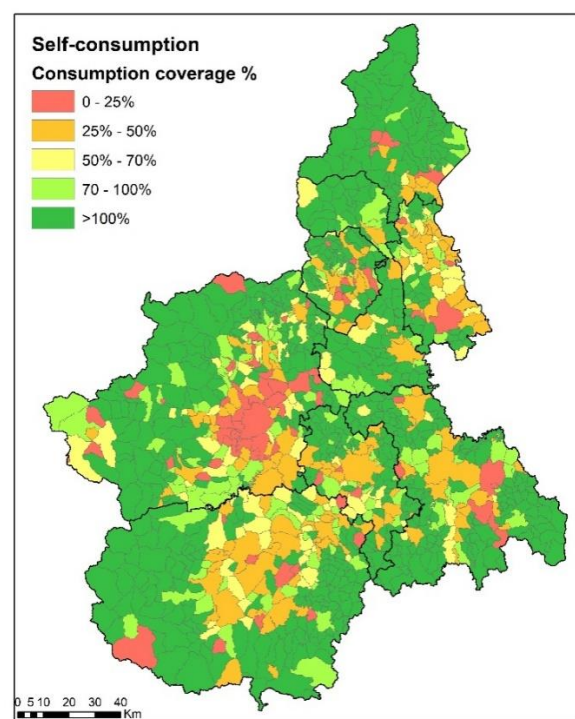 Self-consumption
Consumption coverage %
0 - 25%
25% - 50%
50% - 70%
70 - 100%
>100%
0 5 10 20 30 40
Km